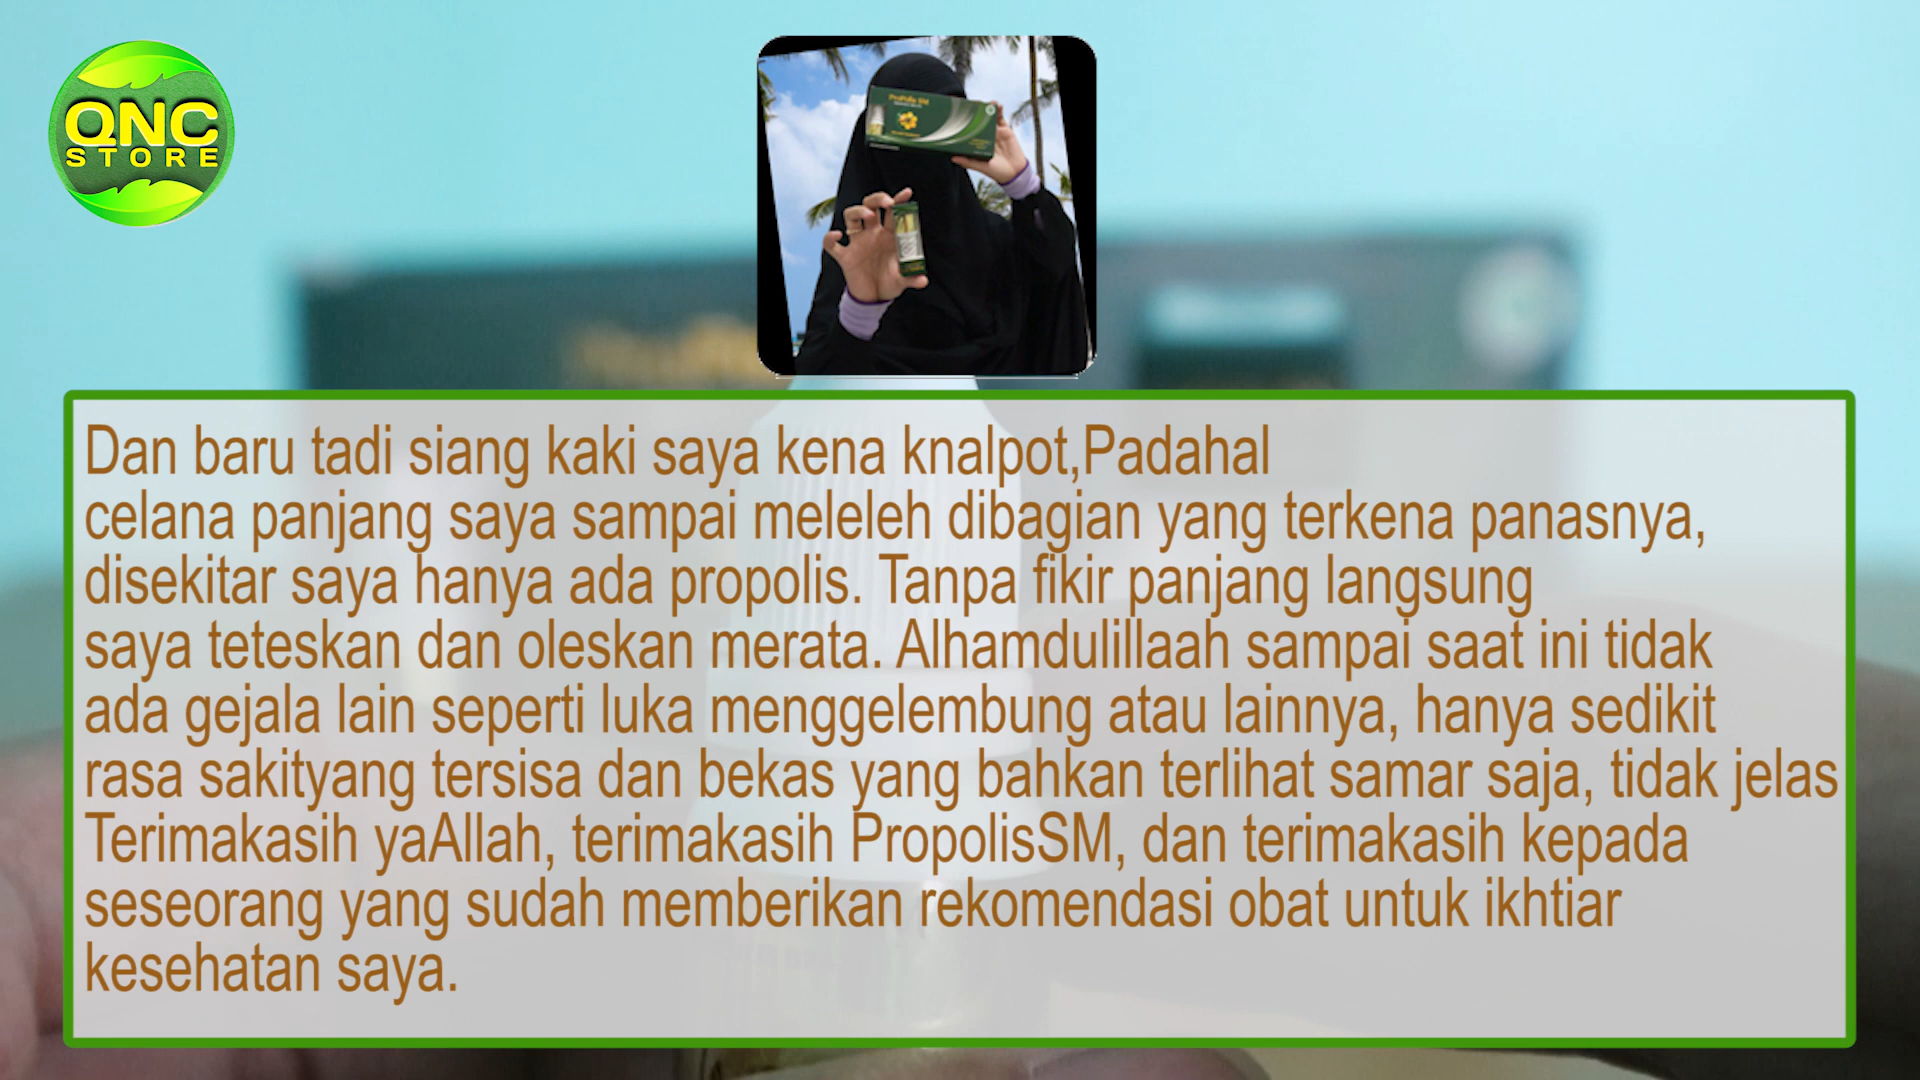 QNC
STORE
ProPolis SM
Dan baru tadi siang kaki saya kena knalpot,Padahal
celana panjang saya sampai meleleh dibagian yang terkena panasnya,
disekitar saya hanya ada propolis. Tanpa fikir panjang langsung
saya teteskan dan oleskan merata. Alhamdulillaah sampai saat ini tidak
ada gejala lain seperti luka menggelembung atau lainnya, hanya sedikit
rasa sakityang tersisa dan bekas yang bahkan terlihat samar saja, tidak jelas
Terimakasih yaAllah, terimakasih PropolisSM, dan terimakasih kepada
seseorang yang sudah memberikan rekomendasi obat untuk ikhtiar
kesehatan saya.